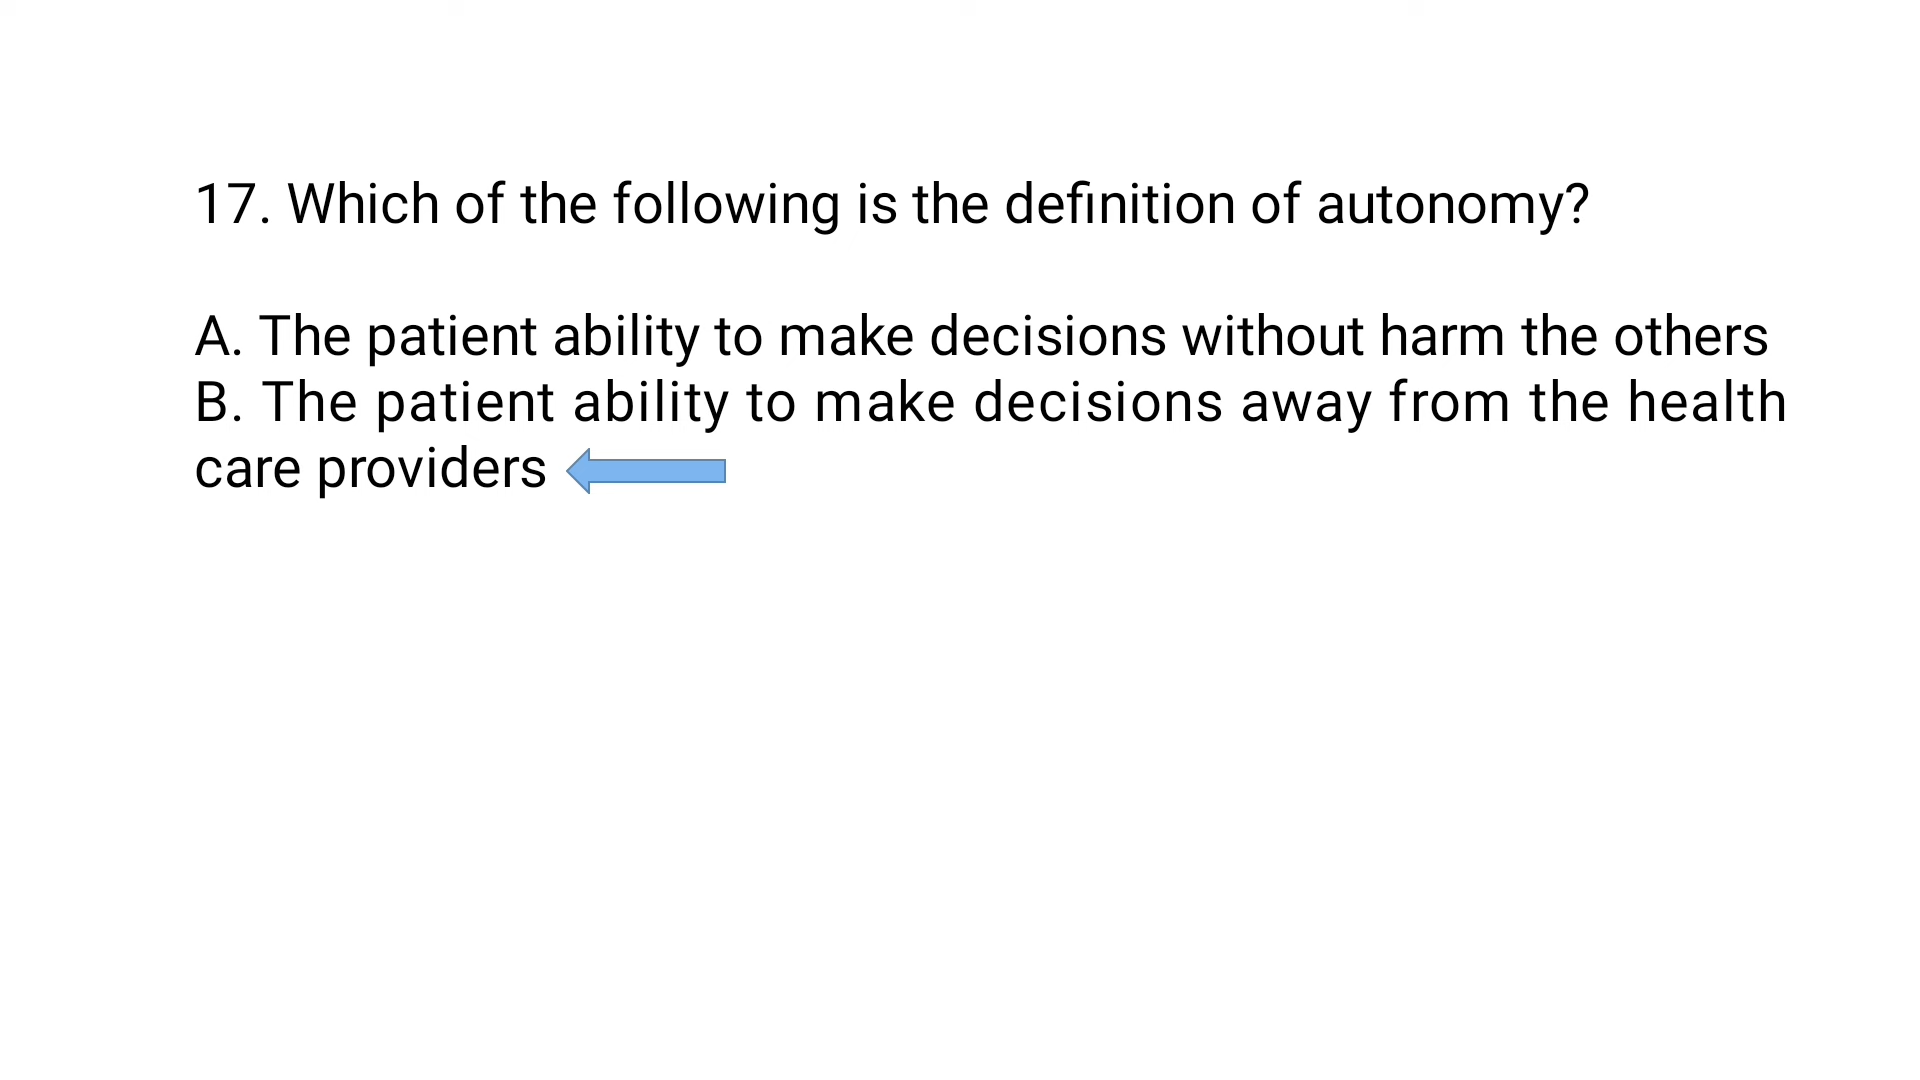 17. Which of the following is the definition of autonomy?
A. The patient ability to make decisions without harm the others
B. The patient ability to make decisions away from the health
care providers